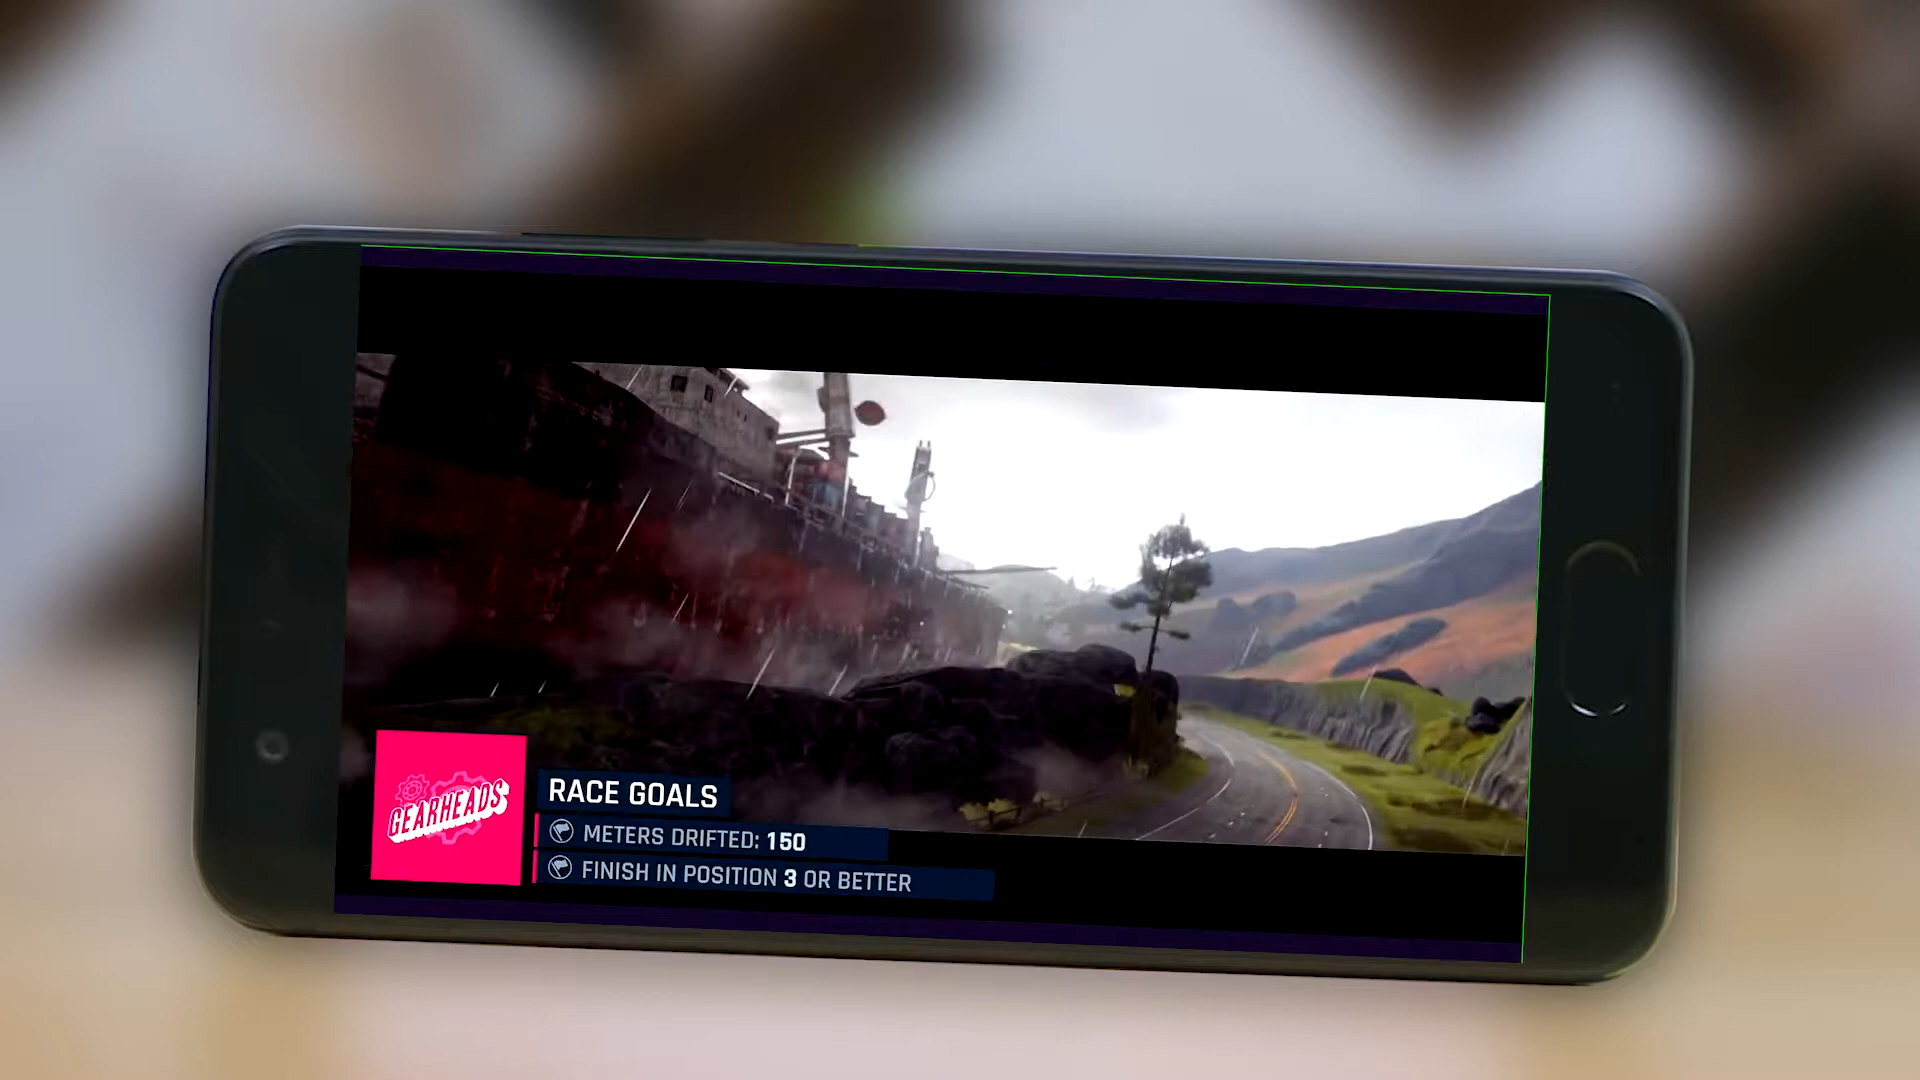 GEARHEADS
RACE GOALS
METERS DRIFTED: 150
FINISH IN POSITION 3 OR BETTER